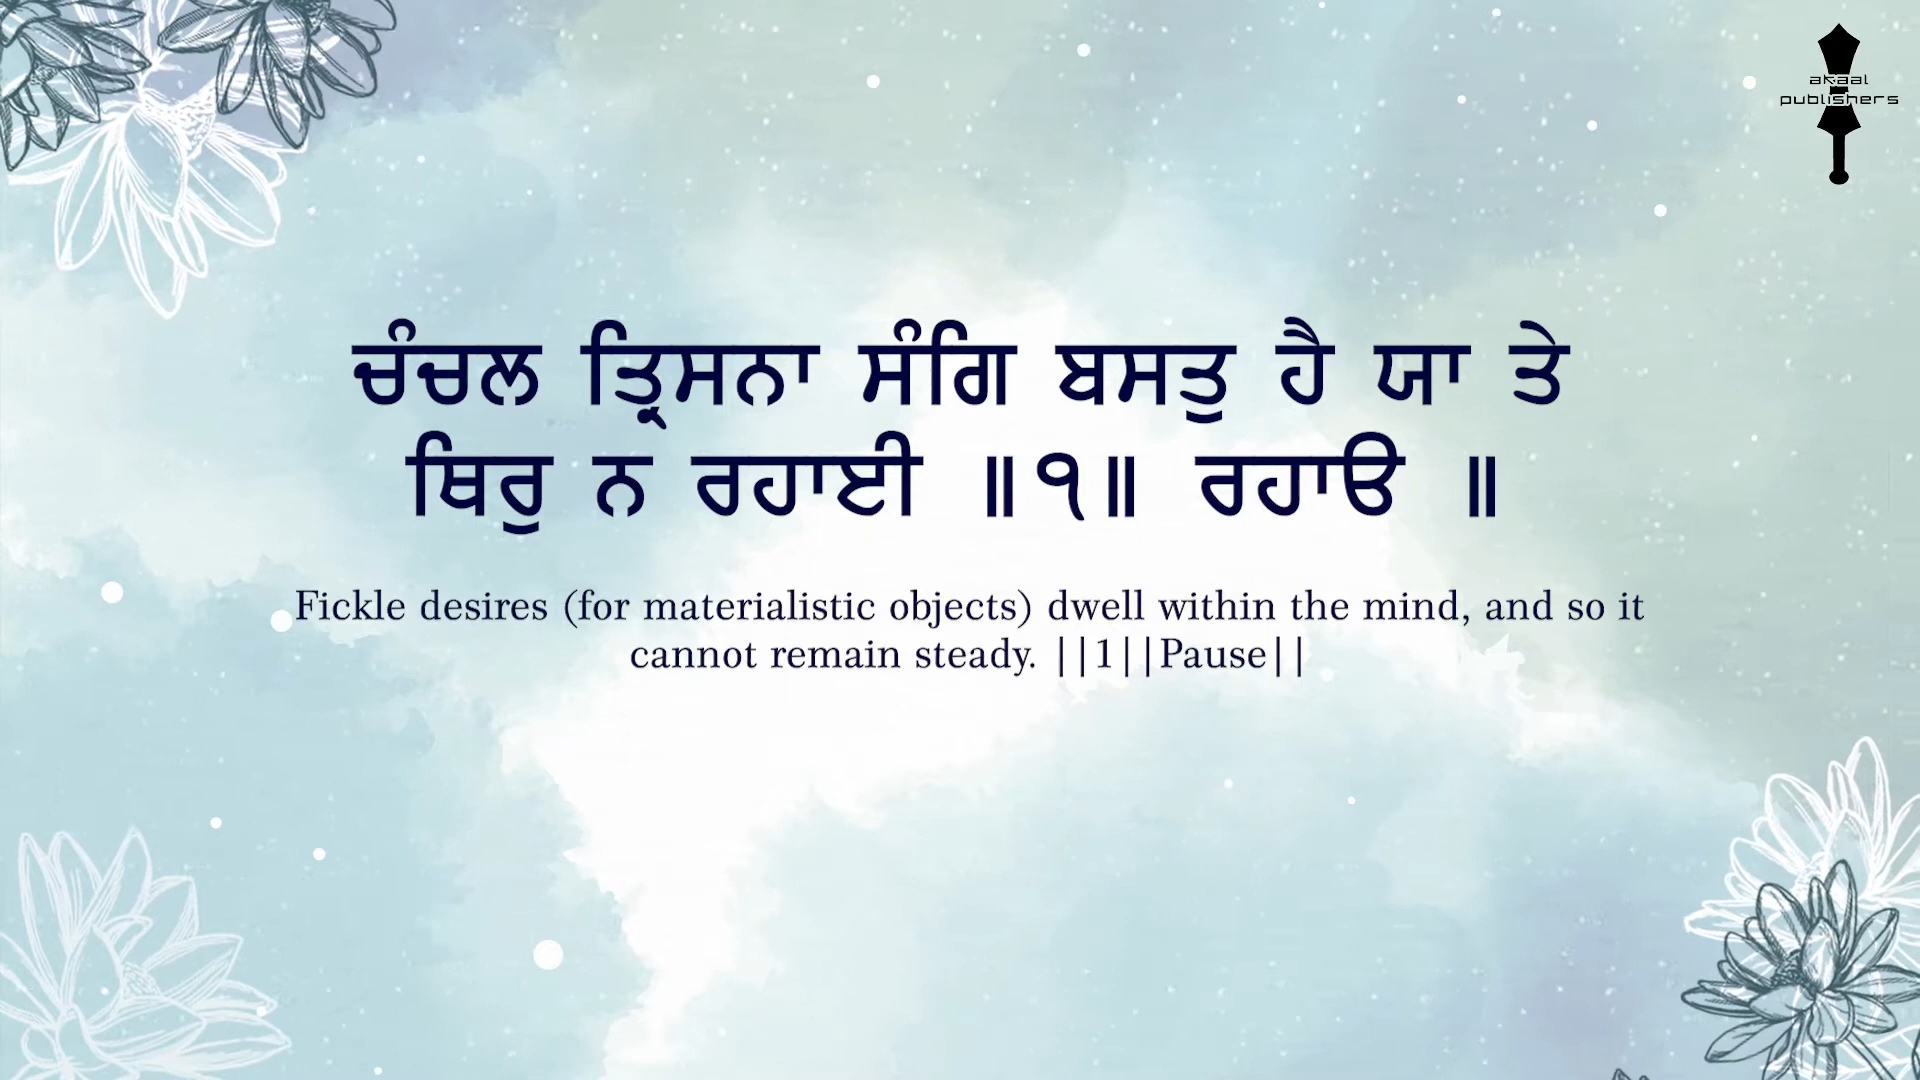 akaal
publishers
ਚੰਚਲ ਤ੍ਰਿਸਨਾ ਸੰਗਿ ਬਸਤੁ ਹੈ ਯਾ ਤੇ
ਥਿਰੁ ਨ ਰਹਾਈ ॥੧॥ ਰਹਾਉ ॥
Fickle desires (for materialistic objects) dwell within the mind, and so it
cannot remain steady. ||1||Pause||